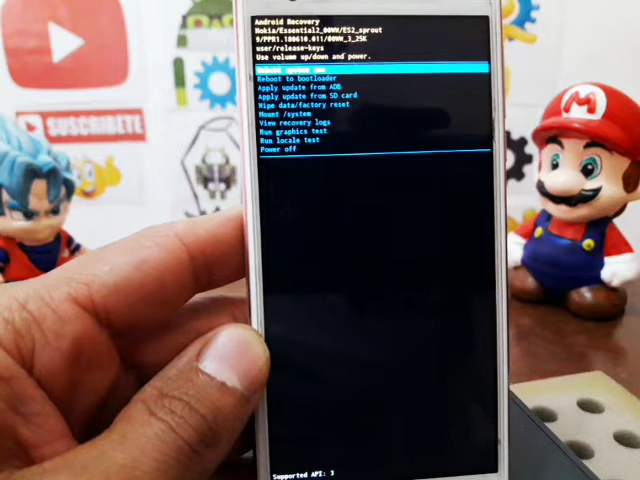 SUSCRIBETE
M
Android Recovery
Nokia/Essential2_00WW/ES2_sprout
9/PPR1.180610.011/00WW_3_25K
user/release-keys
Use volume up/down and power.
Reboot system now
Reboot to bootloader
Apply update from ADB
Apply update from SD card
Wipe data/factory reset
Mount /system
View recovery logs
Run graphics test
Run locale test
Power off
Supported API: 3